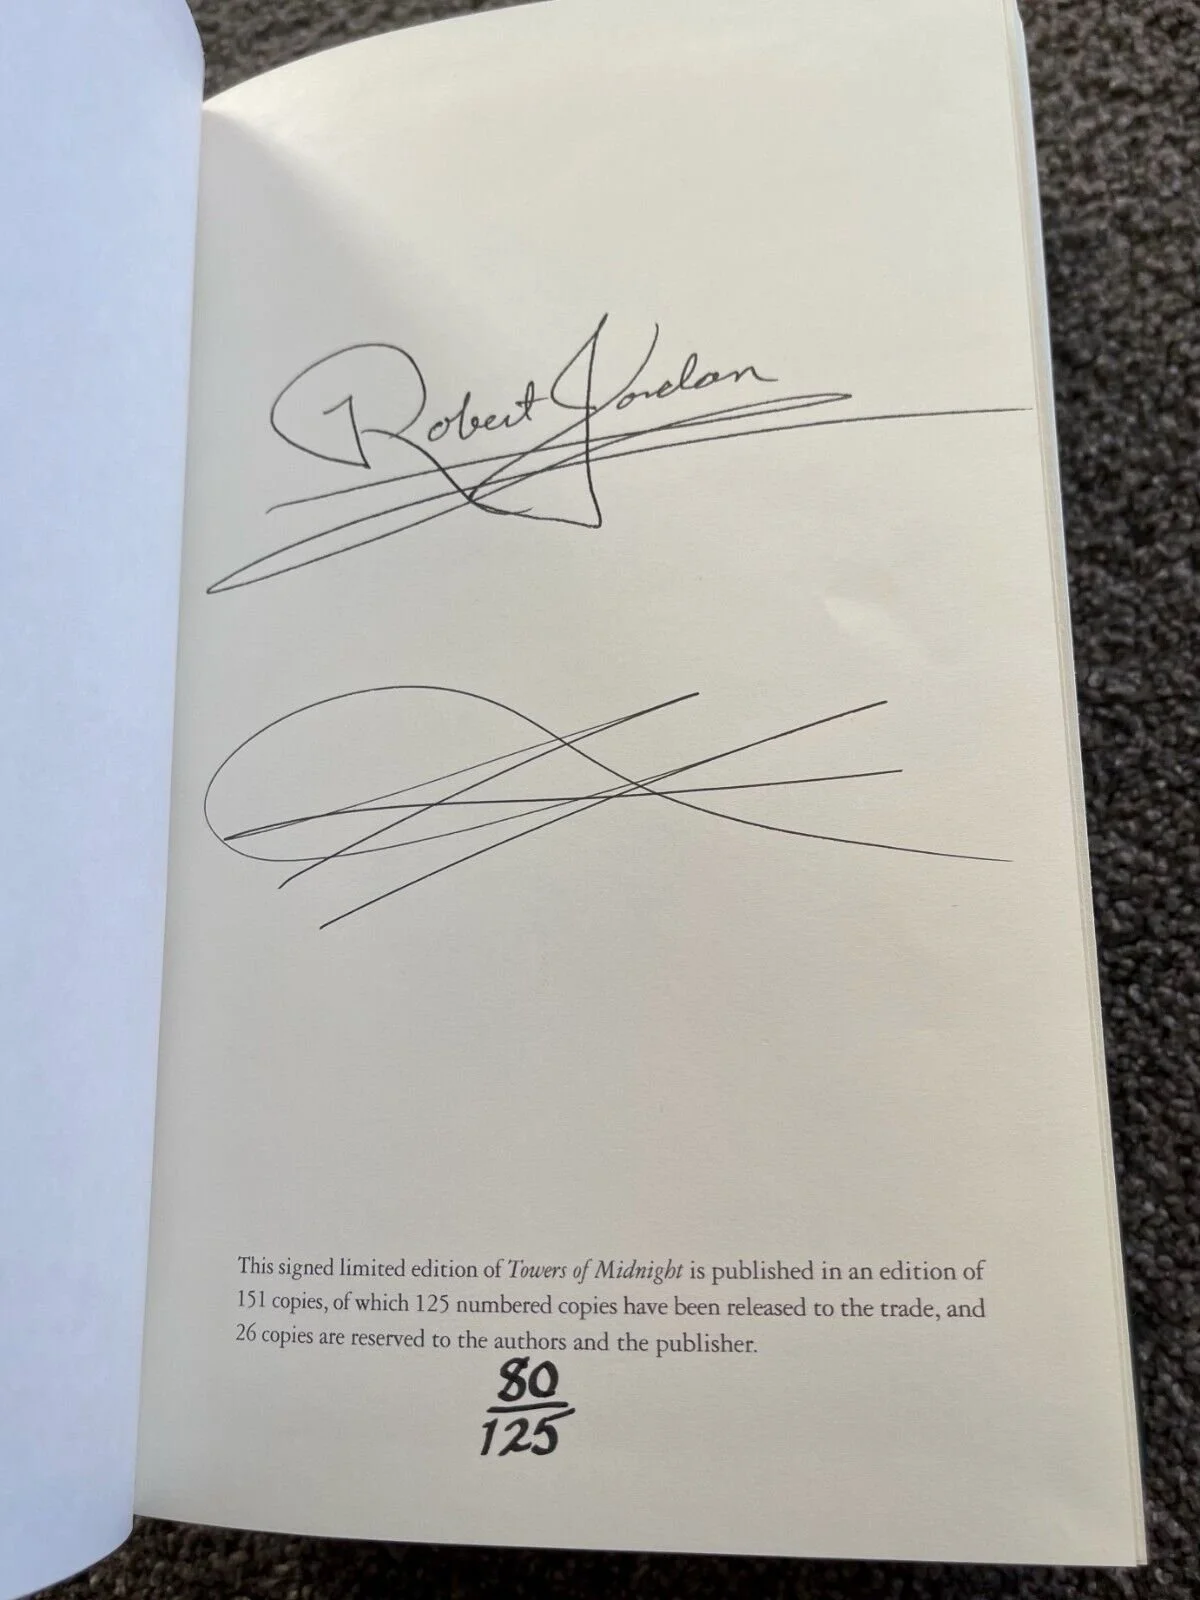 Robert Jordan
This signed limited edition of Towers of Midnight is published in an edition of
151 copies, of which 125 numbered copies have been released to the trade, and
26 copies are reserved to the authors and the publisher.
80
125